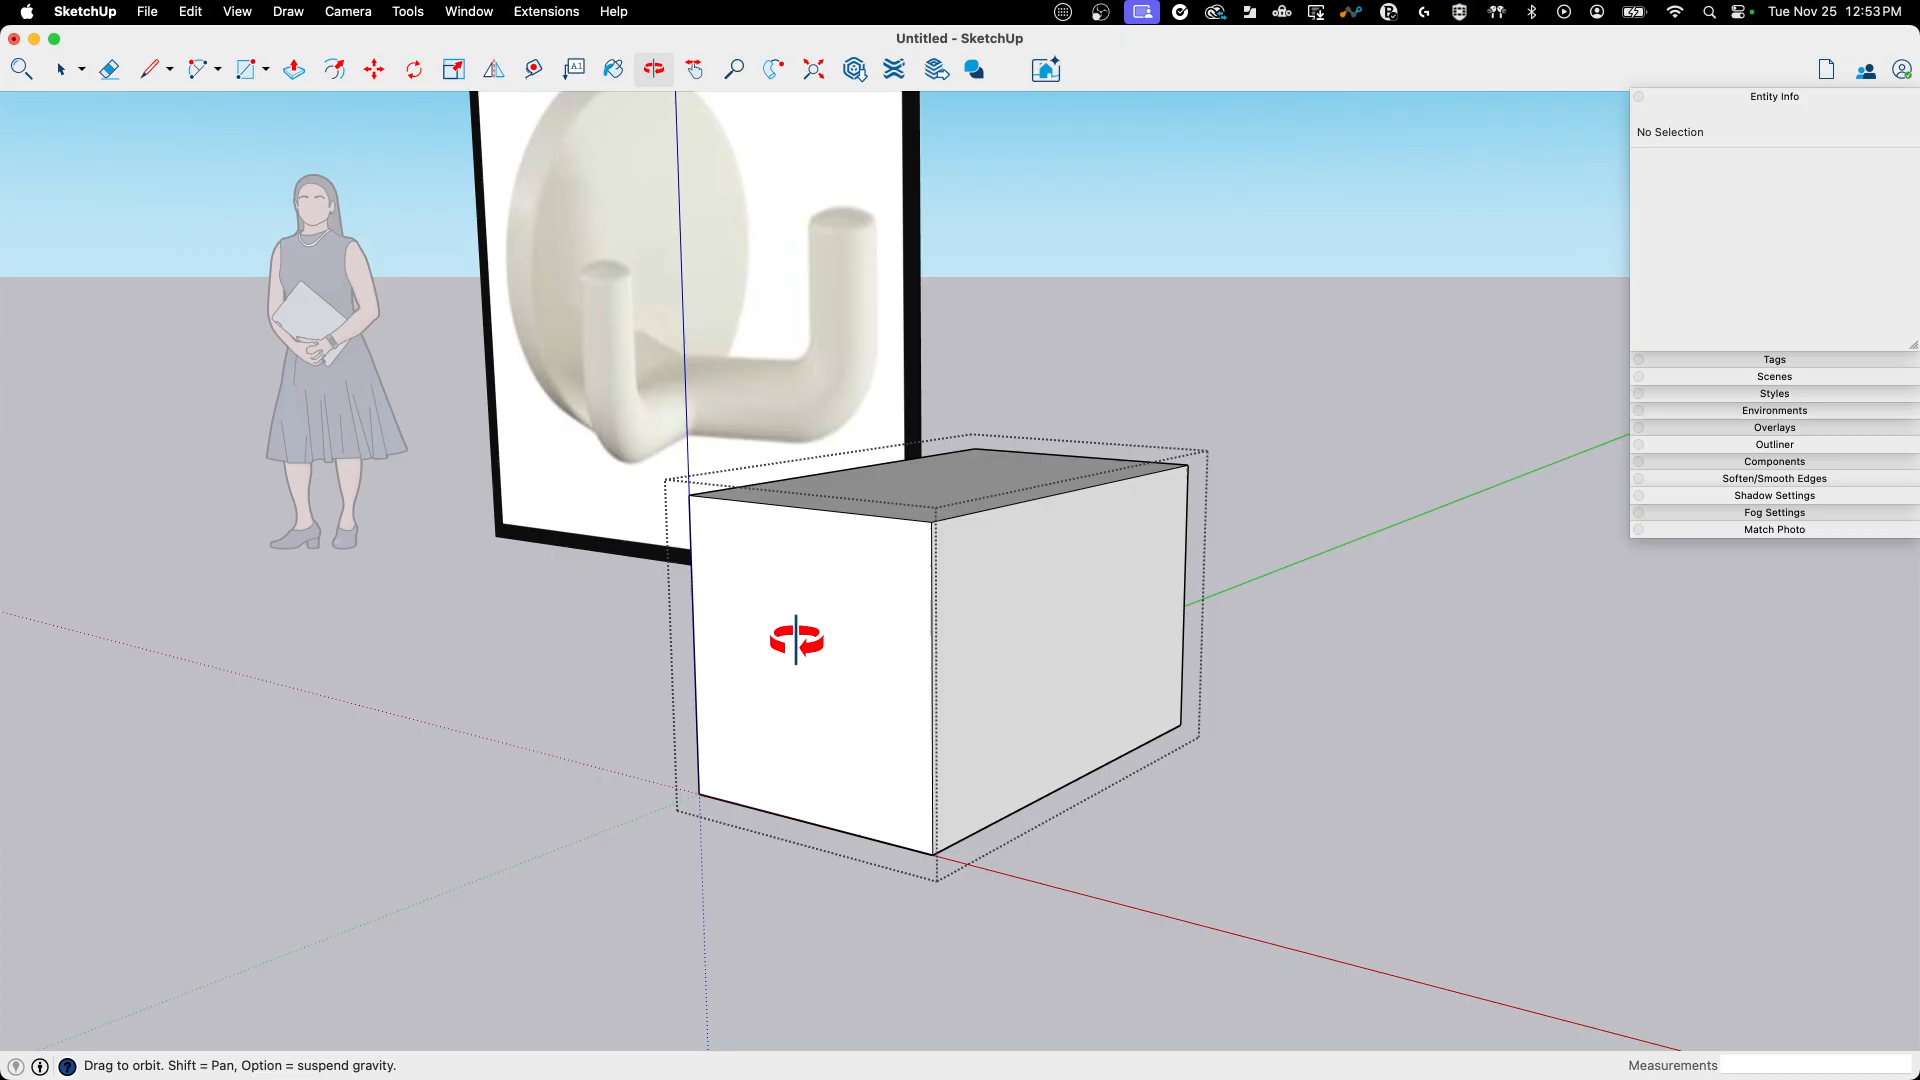 SketchUp File Edit View Draw Camera Tools Window Extensions Help Tue Nov 25 12:53 PM
Untitled - SketchUp
A1
Entity Info
No Selection
Tags
Scenes
Styles
Environments
Overlays
Outliner
Components
Soften/Smooth Edges
Shadow Settings
Fog Settings
Match Photo
Drag to orbit. Shift = Pan, Option = suspend gravity.
Measurements